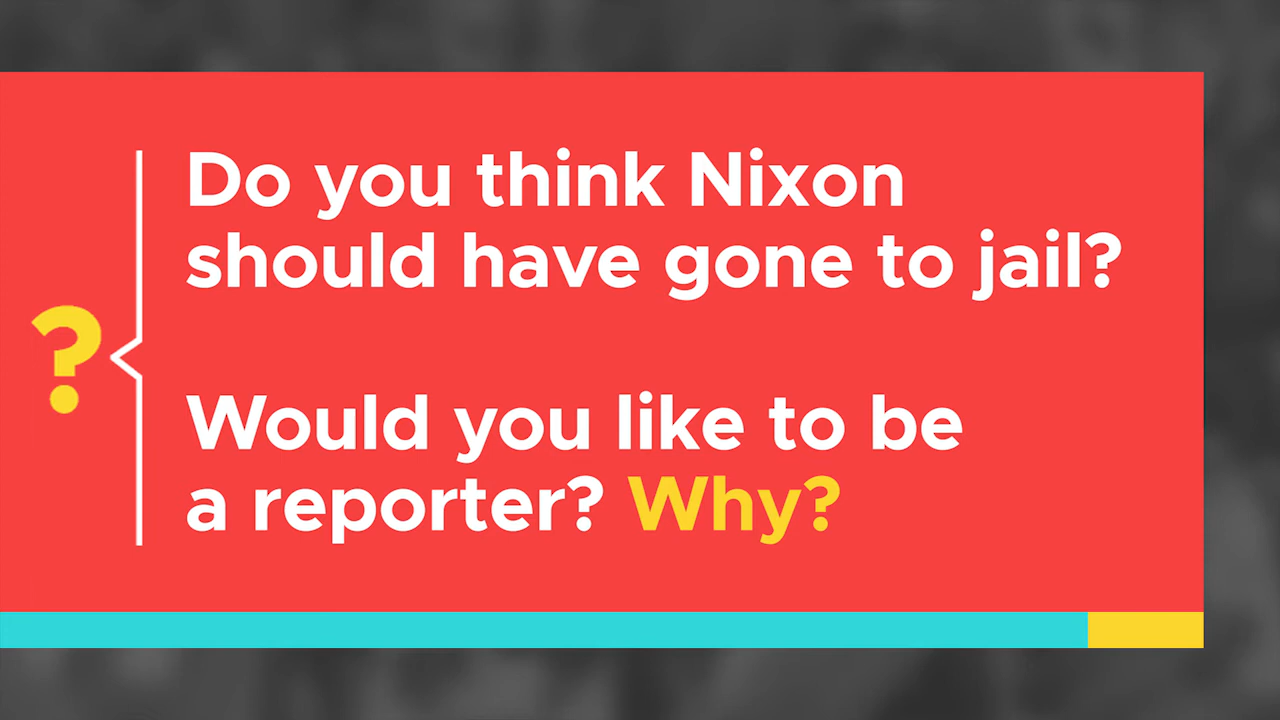 Do you think Nixon
should have gone to jail?
?
Would you like to be
a reporter? Why?